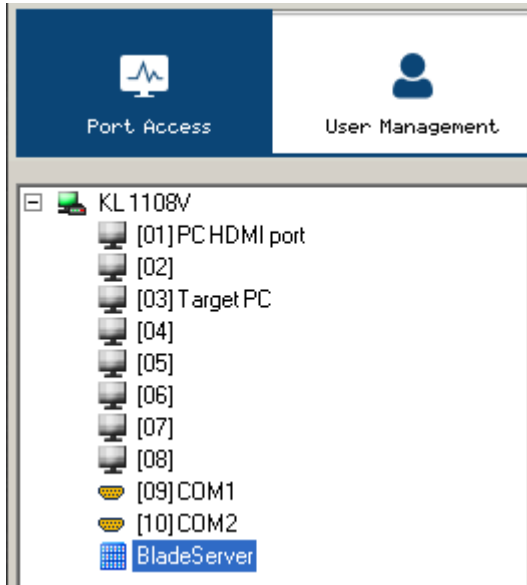 Port Access
User Management
KL1108V
[01]PC HDMI port
[02]
[03]Target PC
[04]
[05]
[06]
[07]
[08]
[09]COM1
[10]COM2
BladeServer